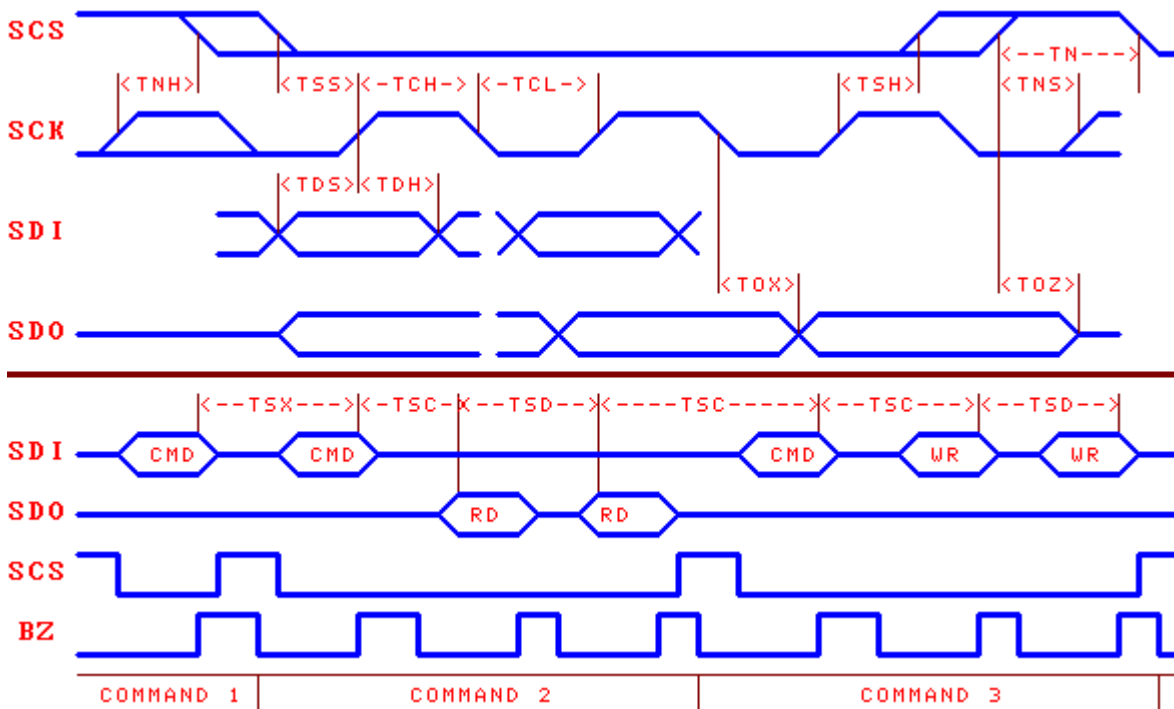 SCS
--TN---
<TNH> <TSS> <-TCH-> <-TCL-> <TSH> <TNS>
SCK
<TDS> <TDH>
SDI
<TOX> <TOZ>
SDO
<--TSX---> <-TSC-X--TSD---> <----TSC-----> <--TSC---> <--TSD-->
SDI CMD CMD CMD WR WR
SDO RD RD
SCS
BZ
COMMAND 1 COMMAND 2 COMMAND 3